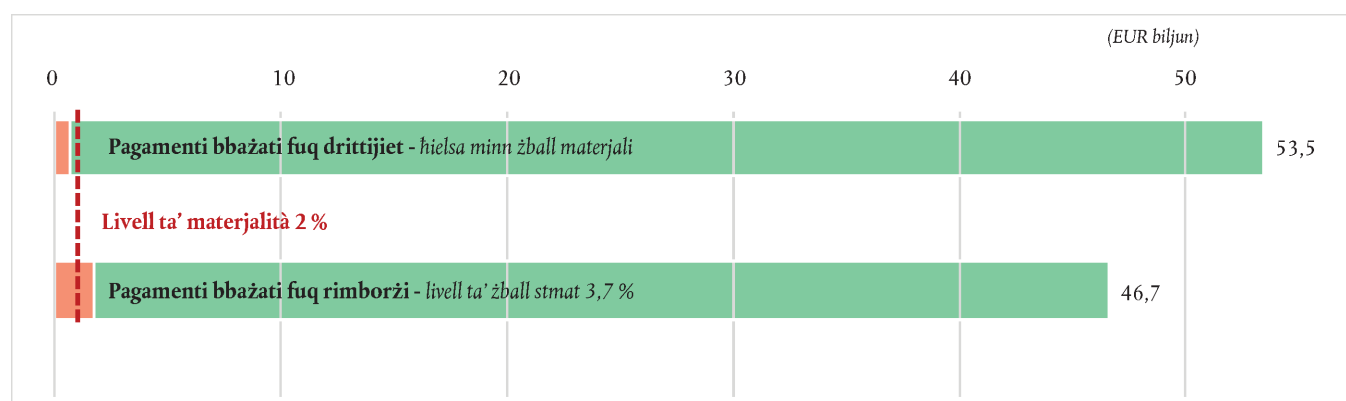 (EUR biljun)
0 10 20 30 40 50
Pagamenti bbażati fuq drittijiet - ħielsa minn żball materjali 53,5
Livell ta’ materjalità 2 %
Pagamenti bbażati fuq rimborżi - livell ta’ żball stmat 3,7 % 46,7